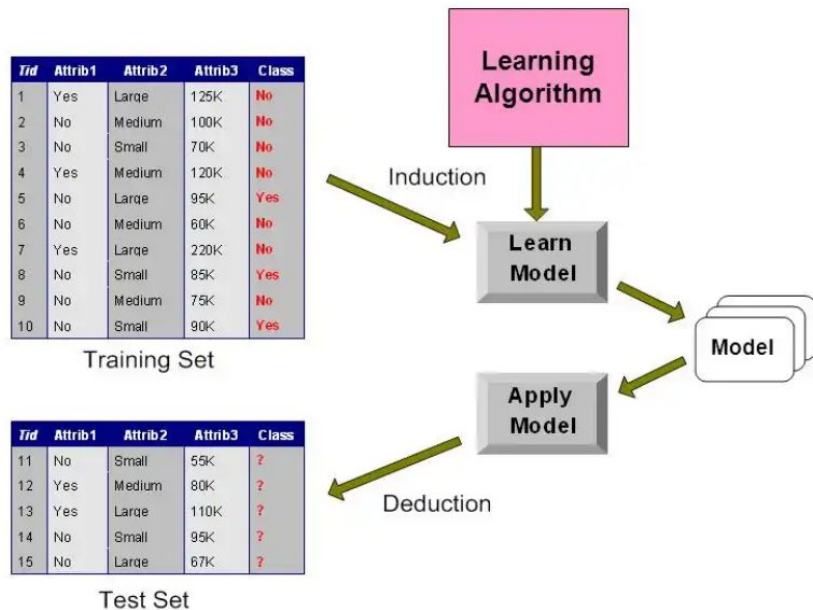 Tid Attrib1 Attrib2 Attrib3 Class
1 Yes Large 125K No
2 No Medium 100K No
3 No Small 70K No
4 Yes Medium 120K No
5 No Large 95K Yes
6 No Medium 60K No
7 Yes Large 220K No
8 No Small 85K Yes
9 No Medium 75K No
10 No Small 90K Yes
Training Set
Learning
Algorithm
Induction
Learn
Model
Model
Apply
Model
Deduction
Tid Attrib1 Attrib2 Attrib3 Class
11 No Small 55K ?
12 Yes Medium 80K ?
13 Yes Large 110K ?
14 No Small 95K ?
15 No Large 67K ?
Test Set